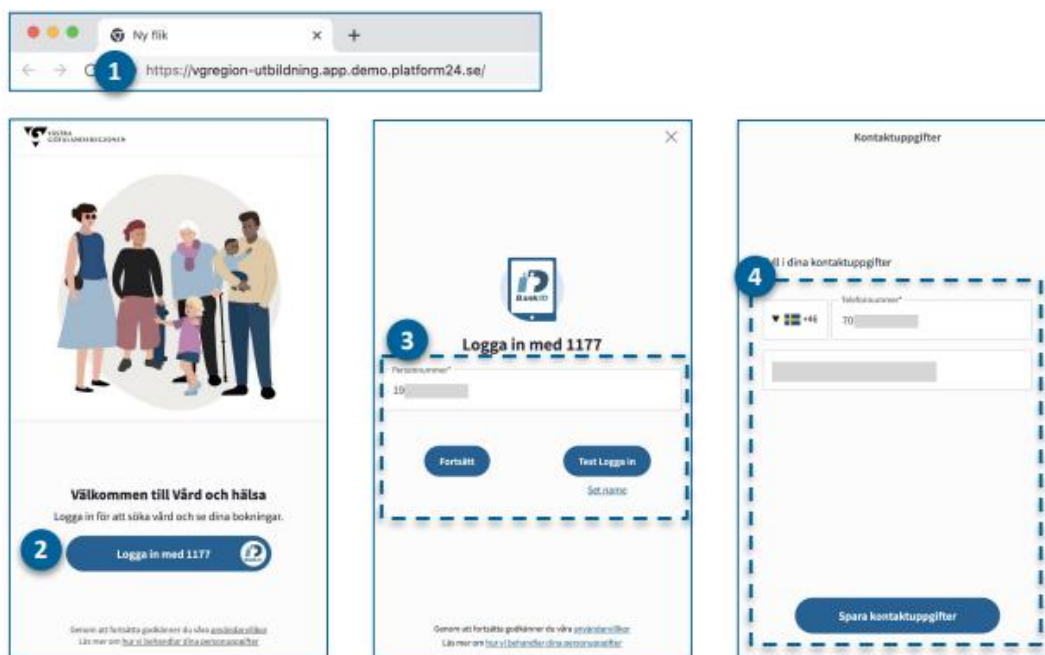 Ny flik
1
https://vgregion-utbildning.app.demo.platform24.se/
VÄSTRA
GÖTALANDSREGIONEN
Välkommen till Vård och hälsa
Logga in för att söka vård och se dina bokningar.
2
Logga in med 1177
BankID
Genom att fortsätta godkänner du våra användarvillkor
Läs mer om hur vi behandlar dina personuppgifter
BankID
3
Logga in med 1177
Personnummer*
19
Fortsätt
Test Logga in
Set name
Genom att fortsätta godkänner du våra användarvillkor
Läs mer om hur vi behandlar dina personuppgifter
Kontaktuppgifter
4
i dina kontaktuppgifter
+46
Telefonnummer*
70
Spara kontaktuppgifter